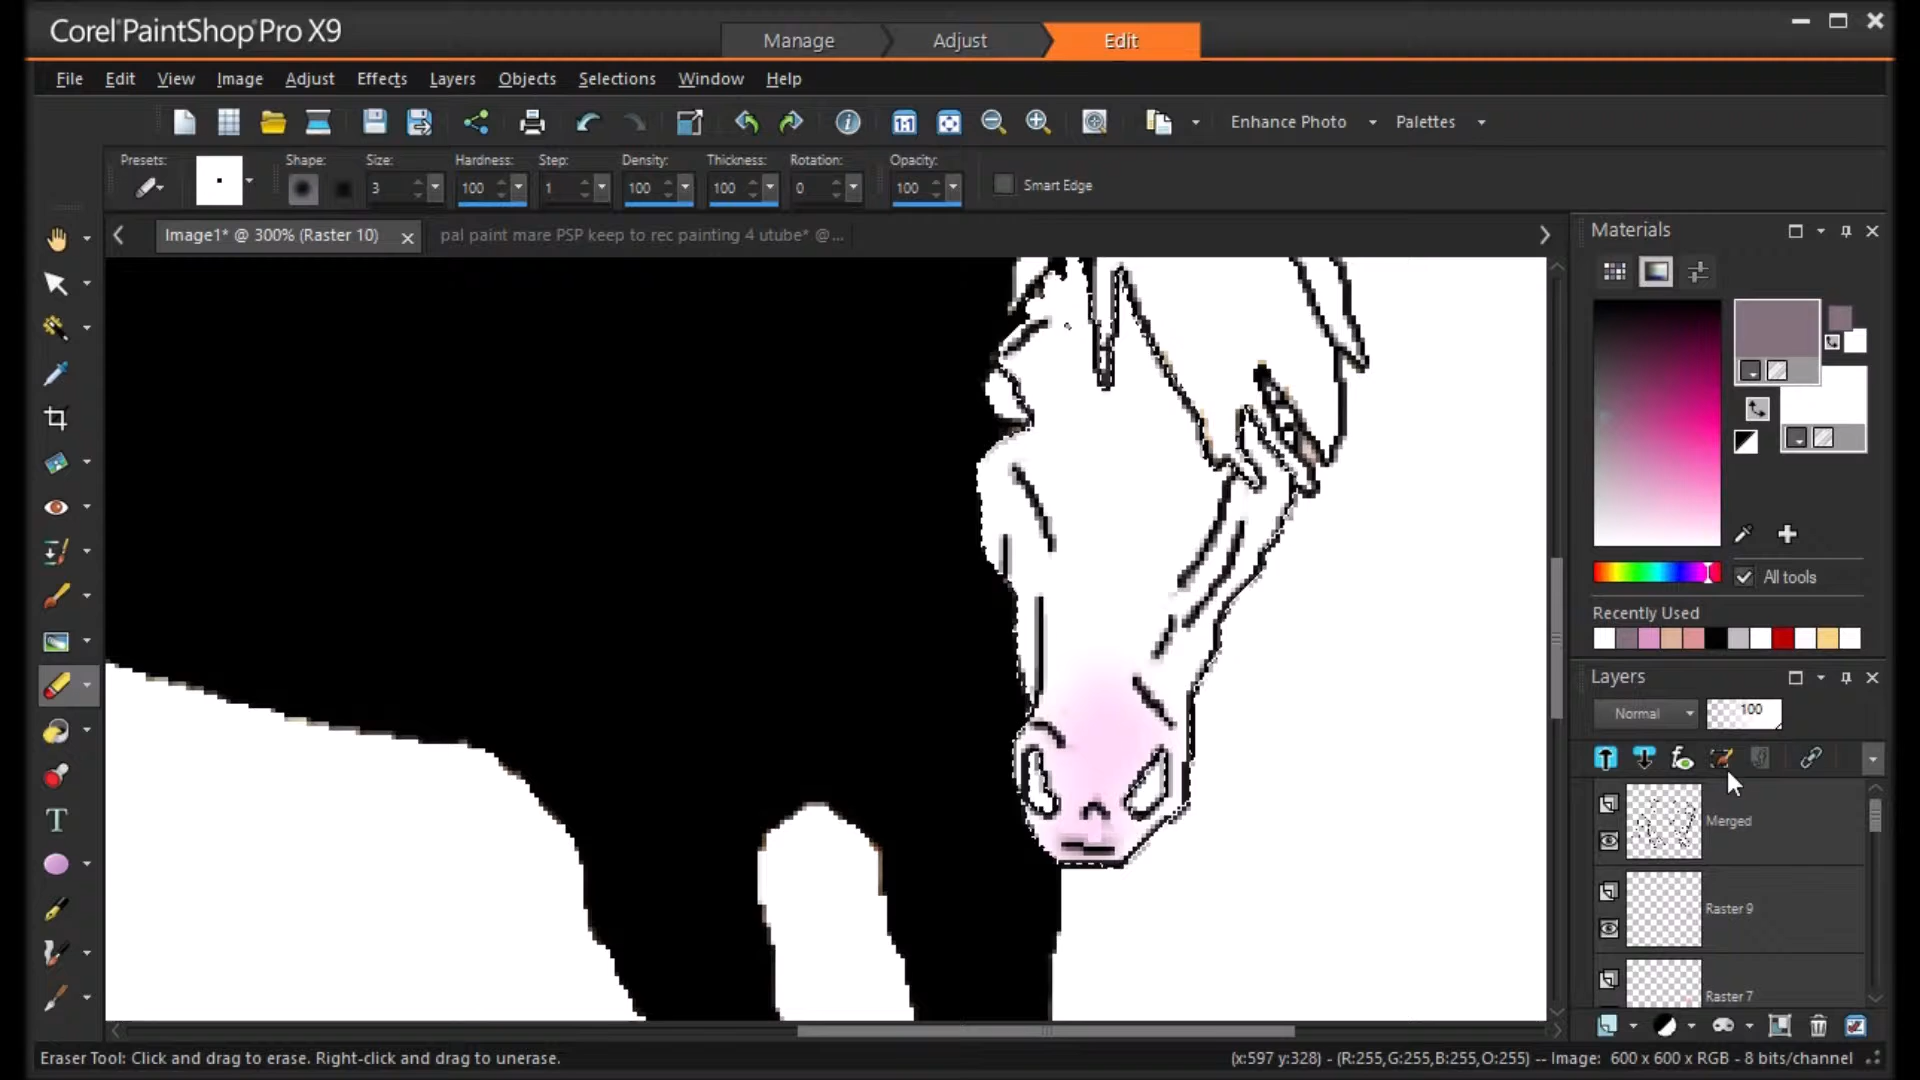 Corel PaintShop Pro X9
Manage Adjust Edit
File Edit View Image Adjust Effects Layers Objects Selections Window Help
1:1 Enhance Photo Palettes
Presets: Shape: Size: Hardness: Step: Density: Thickness: Rotation: Opacity:
3 100 1 100 100 0 100 Smart Edge
Image1* @ 300% (Raster 10) pal paint mare PSP keep to rec painting 4 utube* @...
Materials
All tools
Recently Used
Layers
Normal 100
Merged
Raster 9
Raster 7
Eraser Tool: Click and drag to erase. Right-click and drag to unerase. (x:597 y:328) - (R:255,G:255,B:255,O:255) -- Image: 600 x 600 x RGB - 8 bits/channel